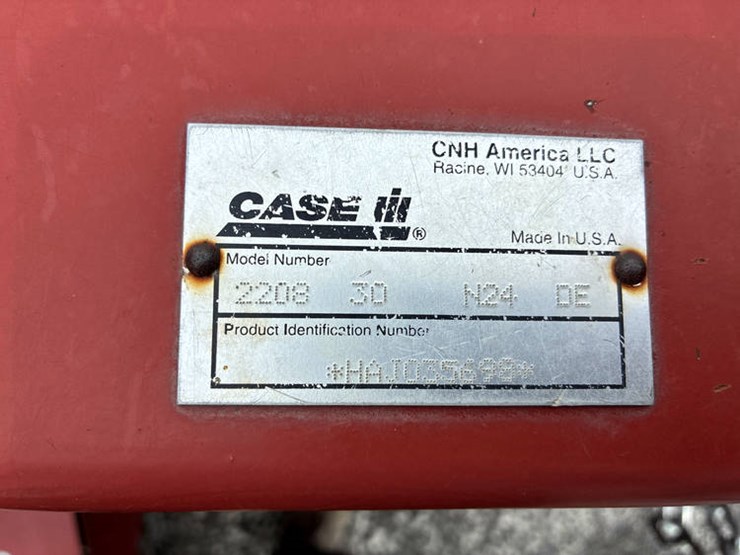 CNH America LLC
Racine, WI 53404 U.S.A.
CASE IH®
Made In U.S.A.
Model Number
2208 30 N24 DE
Product Identification Number
*HAJ035699*